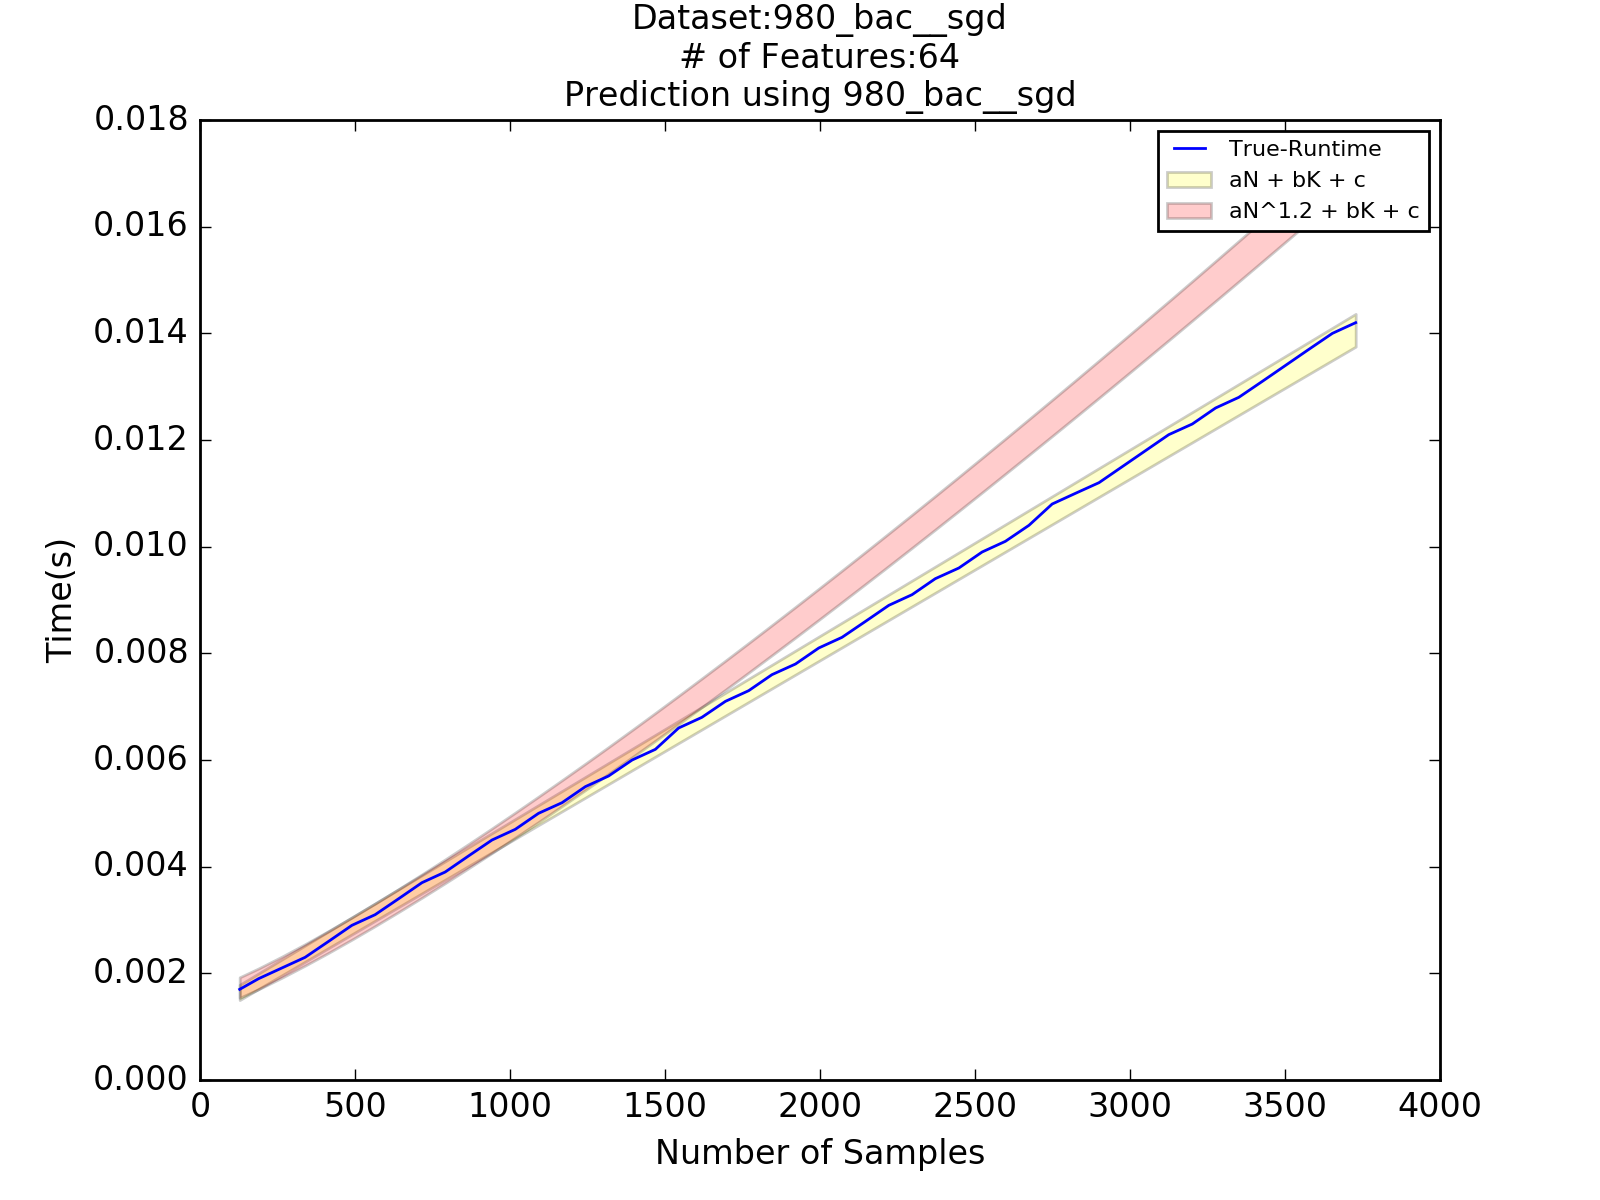 Dataset:980_bac__sgd
# of Features:64
Prediction using 980_bac__sgd
True-Runtime
aN + bK + c
aN^1.2 + bK + c
0.018
0.016
0.014
0.012
0.010
0.008
0.006
0.004
0.002
0.000
Time(s)
0 500 1000 1500 2000 2500 3000 3500 4000
Number of Samples